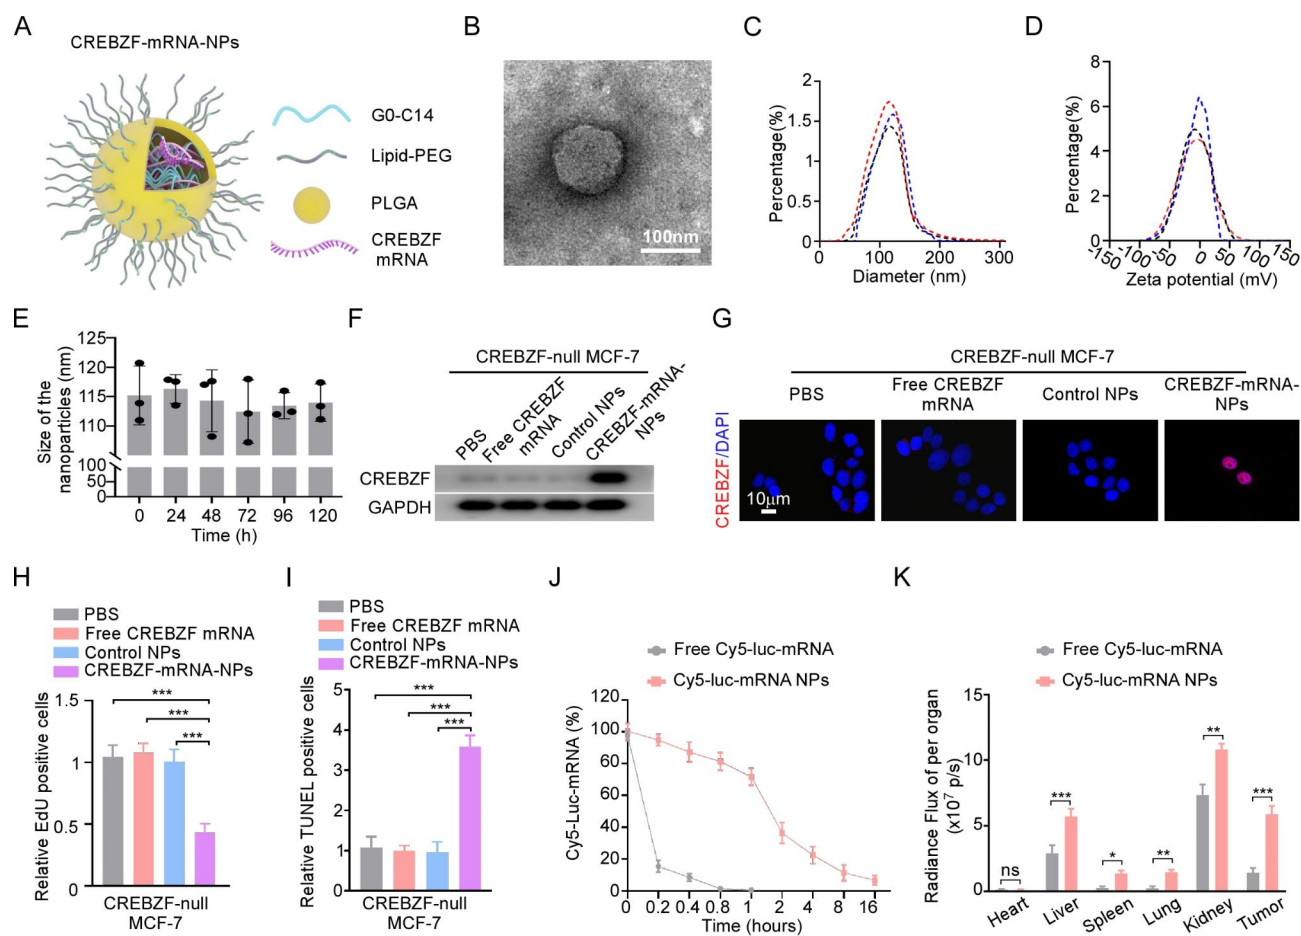 A
CREBZF-mRNA-NPs
G0-C14
Lipid-PEG
PLGA
CREBZF
mRNA
B
100nm
C
Percentage(%)
2
1.5
1
0.5
0
0
100
200
300
Diameter (nm)
D
Percentage(%)
8
6
4
2
0
-150
-100
-50
0
50
100
150
Zeta potential (mV)
E
Size of the
nanoparticles (nm)
125
120
115
110
100
50
0
0
24
48
72
96
120
Time (h)
F
CREBZF-null MCF-7
PBS
Free CREBZF
mRNA
Control NPs
CREBZF-mRNA-
NPs
CREBZF
GAPDH
G
CREBZF-null MCF-7
PBS
Free CREBZF
mRNA
Control NPs
CREBZF-mRNA-
NPs
CREBZF/DAPI
10μm
H
PBS
Free CREBZF mRNA
Control NPs
CREBZF-mRNA-NPs
Relative EdU positive cells
1.5
1
0.5
0
***
***
***
CREBZF-null
MCF-7
I
PBS
Free CREBZF mRNA
Control NPs
CREBZF-mRNA-NPs
Relative TUNEL positive cells
5
4
3
2
1
0
***
***
***
CREBZF-null
MCF-7
J
Free Cy5-luc-mRNA
Cy5-luc-mRNA NPs
Cy5-Luc-mRNA (%)
120
100
80
60
40
20
0
0
0.2
0.4
0.8
1
2
4
8
16
Time (hours)
K
Free Cy5-luc-mRNA
Cy5-luc-mRNA NPs
Radiance Flux of per organ
(x10⁷ p/s)
15
10
5
0
ns
***
*
**
**
***
Heart
Liver
Spleen
Lung
Kidney
Tumor